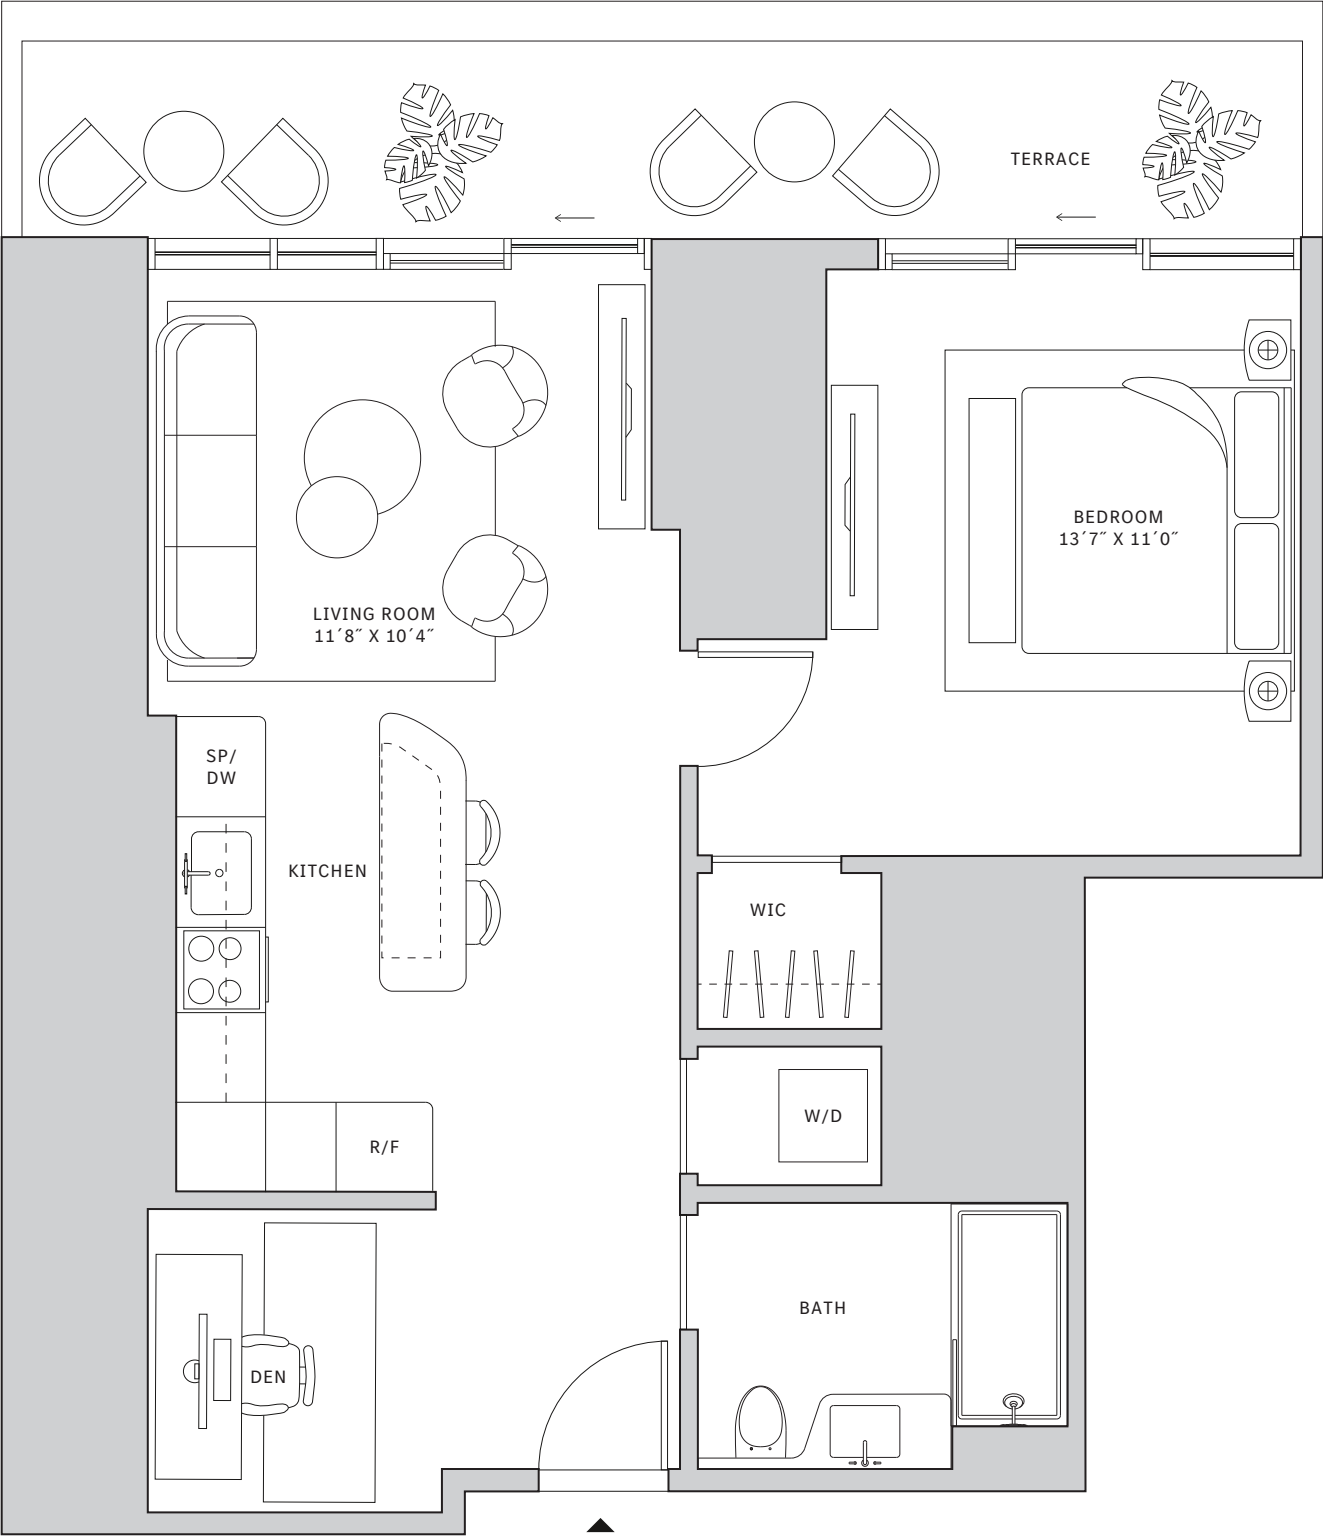 TERRACE
BEDROOM
13´7˝ X 11´0˝
LIVING ROOM
11´8˝ X 10´4˝
SP/
DW
KITCHEN
WIC
W/D
R/F
BATH
DEN